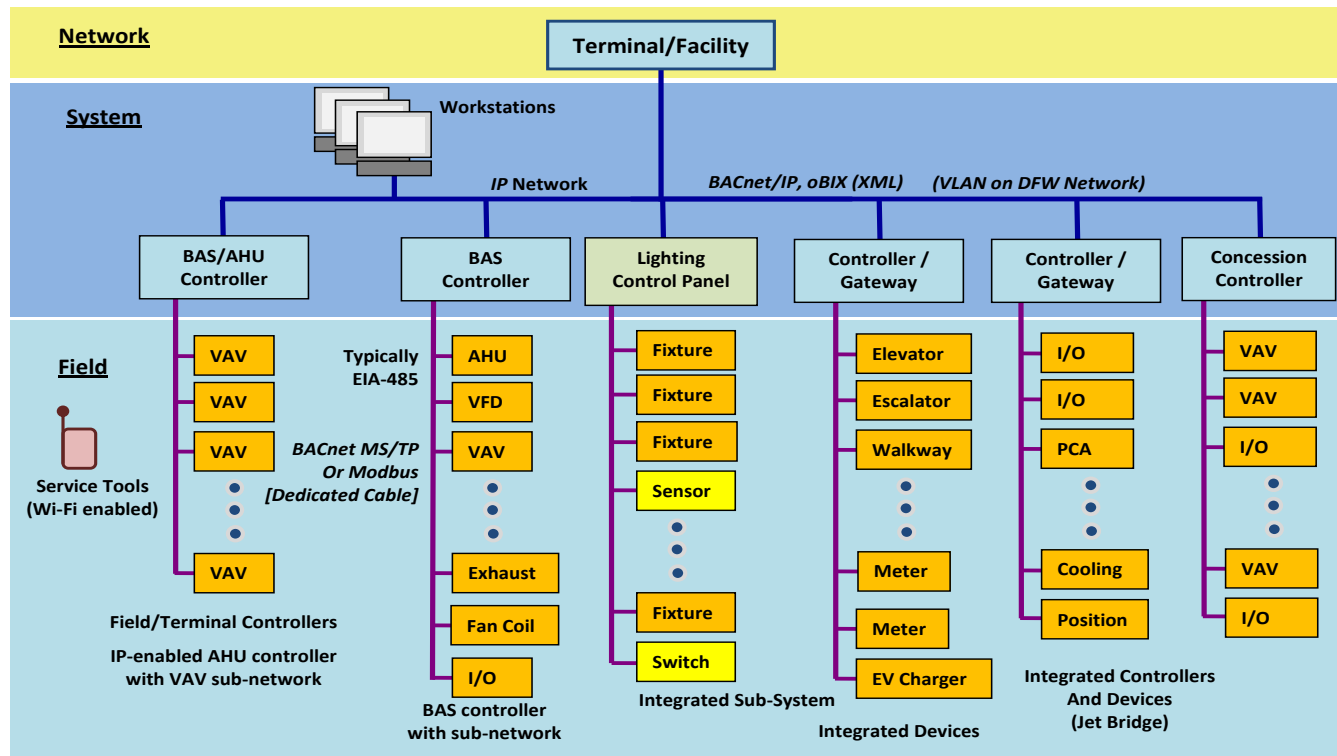 Network
Terminal/Facility
System
Workstations
IP Network
BACnet/IP, oBIX (XML)
(VLAN on DFW Network)
BAS/AHU
Controller
BAS
Controller
Lighting
Control Panel
Controller /
Gateway
Controller /
Gateway
Concession
Controller
Field
Service Tools
(Wi-Fi enabled)
VAV
VAV
VAV
VAV
Field/Terminal Controllers
IP-enabled AHU controller
with VAV sub-network
Typically
EIA-485
BACnet MS/TP
Or Modbus
[Dedicated Cable]
AHU
VFD
VAV
Exhaust
Fan Coil
I/O
BAS controller
with sub-network
Fixture
Fixture
Fixture
Sensor
Fixture
Switch
Integrated Sub-System
Elevator
Escalator
Walkway
Meter
Meter
EV Charger
Integrated Devices
I/O
I/O
PCA
Cooling
Position
Integrated Controllers
And Devices
(Jet Bridge)
VAV
VAV
I/O
VAV
I/O